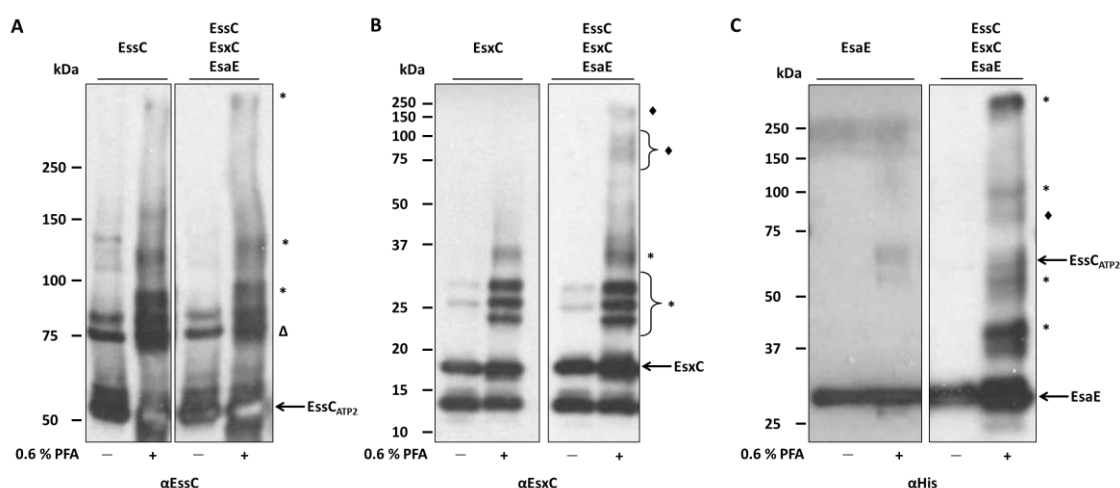 A
EssC
EssC
EsxC
EsaE
kDa
250
150
100
75
50
*
*
*
Δ
EssCATP2
0.6 % PFA
— + — +
αEssC
B
EsxC
EssC
EsxC
EsaE
kDa
250
150
100
75
50
37
25
20
15
10
♦
♦
*
*
EsxC
0.6 % PFA
— + — +
αEsxC
C
EsaE
EssC
EsxC
EsaE
kDa
250
150
100
75
50
37
25
*
*
♦
EssCATP2
*
*
EsaE
0.6 % PFA
— + — +
αHis